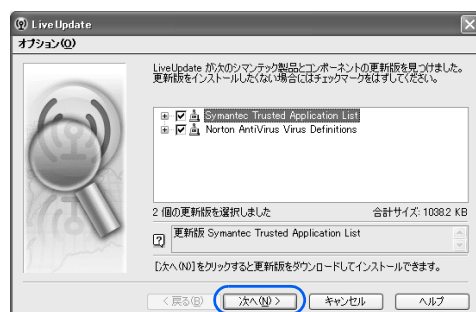 LiveUpdate
オプション(O)
LiveUpdate が次のシマンテック製品とコンポーネントの更新版を見つけました。
更新版をインストールしたくない場合にはチェックマークをはずしてください。
Symantec Trusted Application List
Norton AntiVirus Virus Definitions
2 個の更新版を選択しました 合計サイズ: 1038.2 KB
更新版 Symantec Trusted Application List
[次へ(N)]をクリックすると更新版をダウンロードしてインストールできます。
< 戻る(B) 次へ(N) > キャンセル ヘルプ